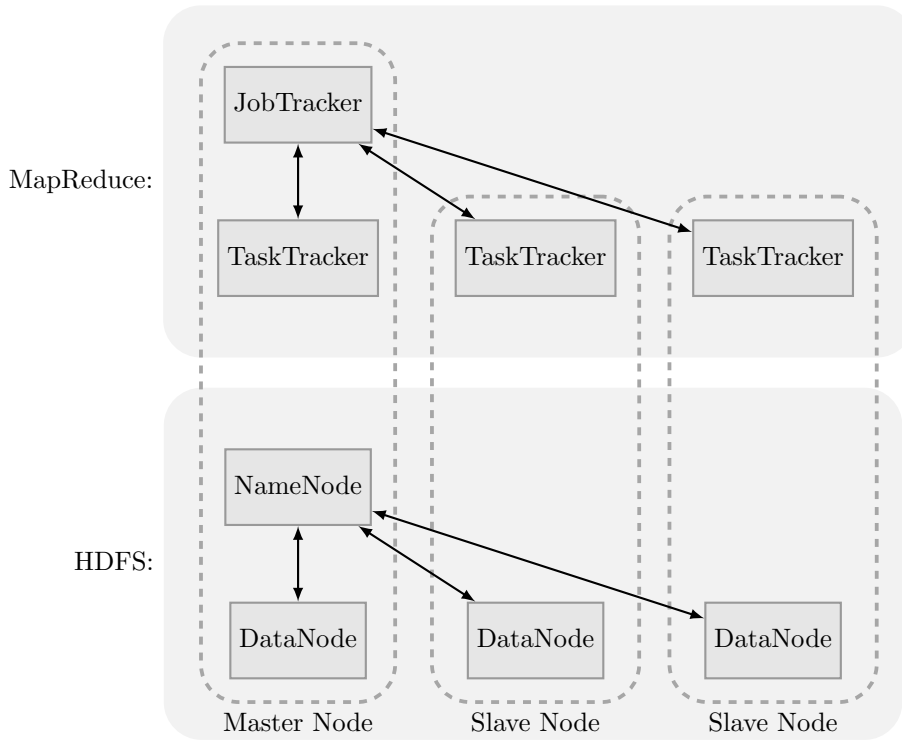 JobTracker
MapReduce:
TaskTracker
TaskTracker
TaskTracker
NameNode
HDFS:
DataNode
DataNode
DataNode
Master Node
Slave Node
Slave Node